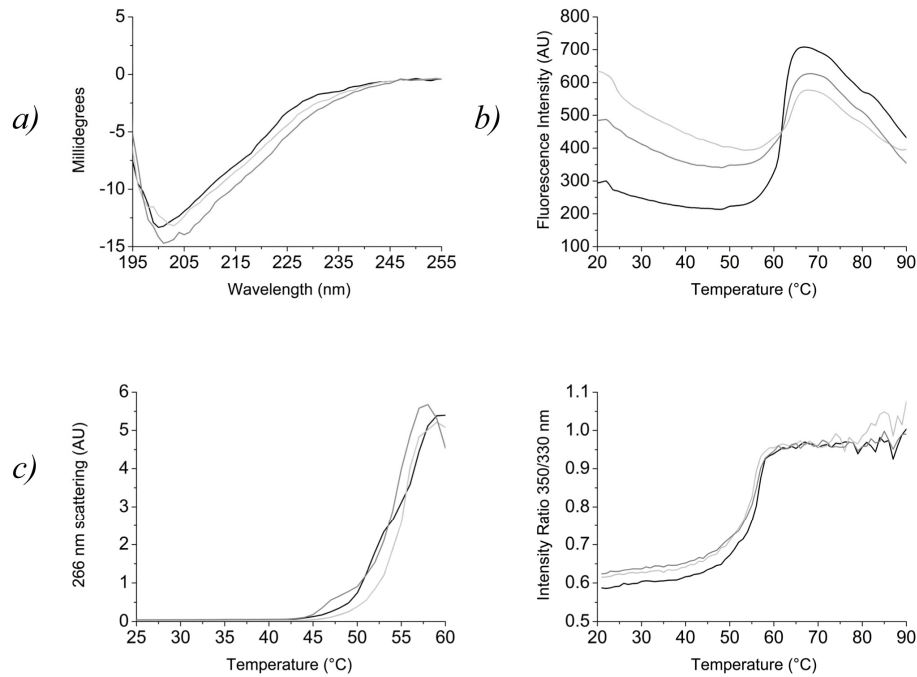 a)
Millidegrees
5
0
-5
-10
-15
195 205 215 225 235 245 255
Wavelength (nm)
b)
Fluorescence Intensity (AU)
800
700
600
500
400
300
200
100
20 30 40 50 60 70 80 90
Temperature (°C)
c)
266 nm scattering (AU)
6
5
4
3
2
1
0
25 30 35 40 45 50 55 60
Temperature (°C)
Intensity Ratio 350/330 nm
1.1
1.0
0.9
0.8
0.7
0.6
0.5
20 30 40 50 60 70 80 90
Temperature (°C)